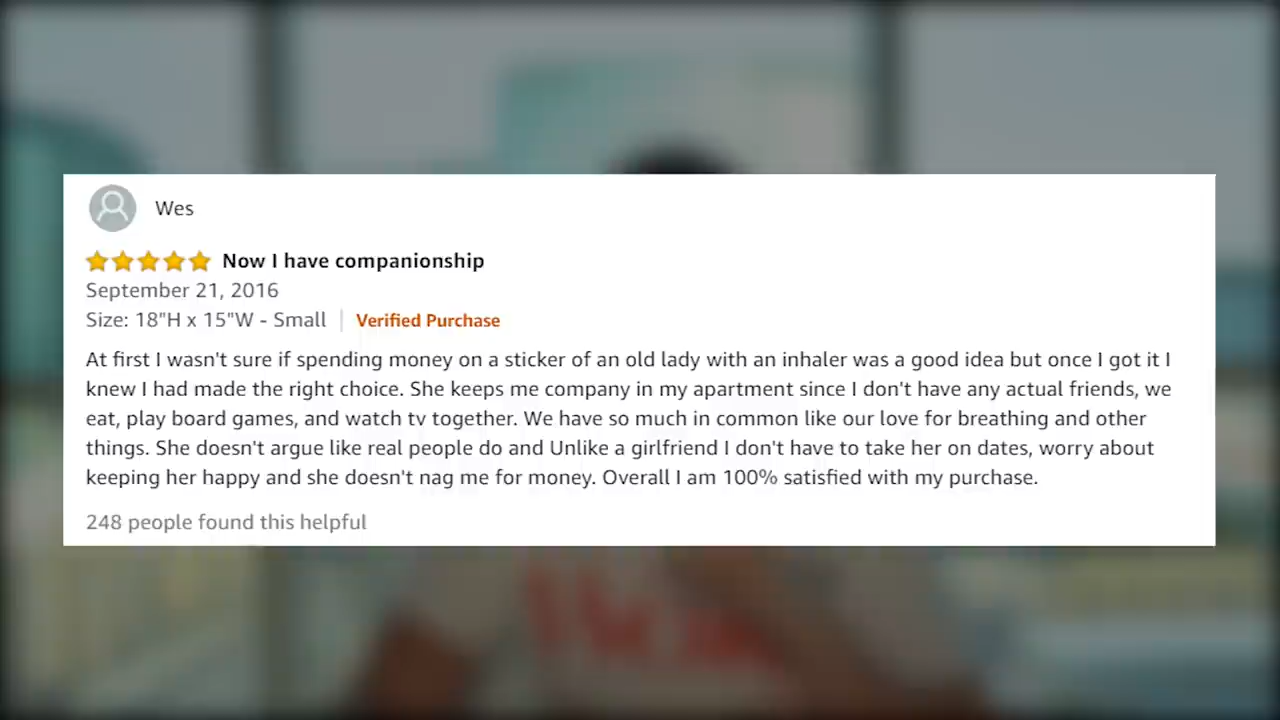 Wes
Now I have companionship
September 21, 2016
Size: 18"H x 15"W - Small | Verified Purchase
At first I wasn't sure if spending money on a sticker of an old lady with an inhaler was a good idea but once I got it I
knew I had made the right choice. She keeps me company in my apartment since I don't have any actual friends, we
eat, play board games, and watch tv together. We have so much in common like our love for breathing and other
things. She doesn't argue like real people do and Unlike a girlfriend I don't have to take her on dates, worry about
keeping her happy and she doesn't nag me for money. Overall I am 100% satisfied with my purchase.
248 people found this helpful